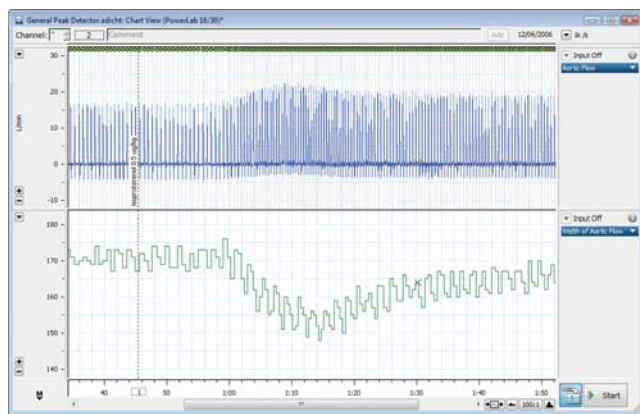 General Peak Detector.adicht: Chart View (PowerLab 16/30)*
Channel: * 2 Comment Add 12/06/2006 1k /s
30
20
10
0
-10
L/min
Isoproterenol 0.5 ug/kg
Input Off
Aortic Flow
180
170
160
150
140
Input Off
Width of Aortic Flow
40 1 1:00 1:10 1:20 1:30 1:40 1:50
100:1 Start